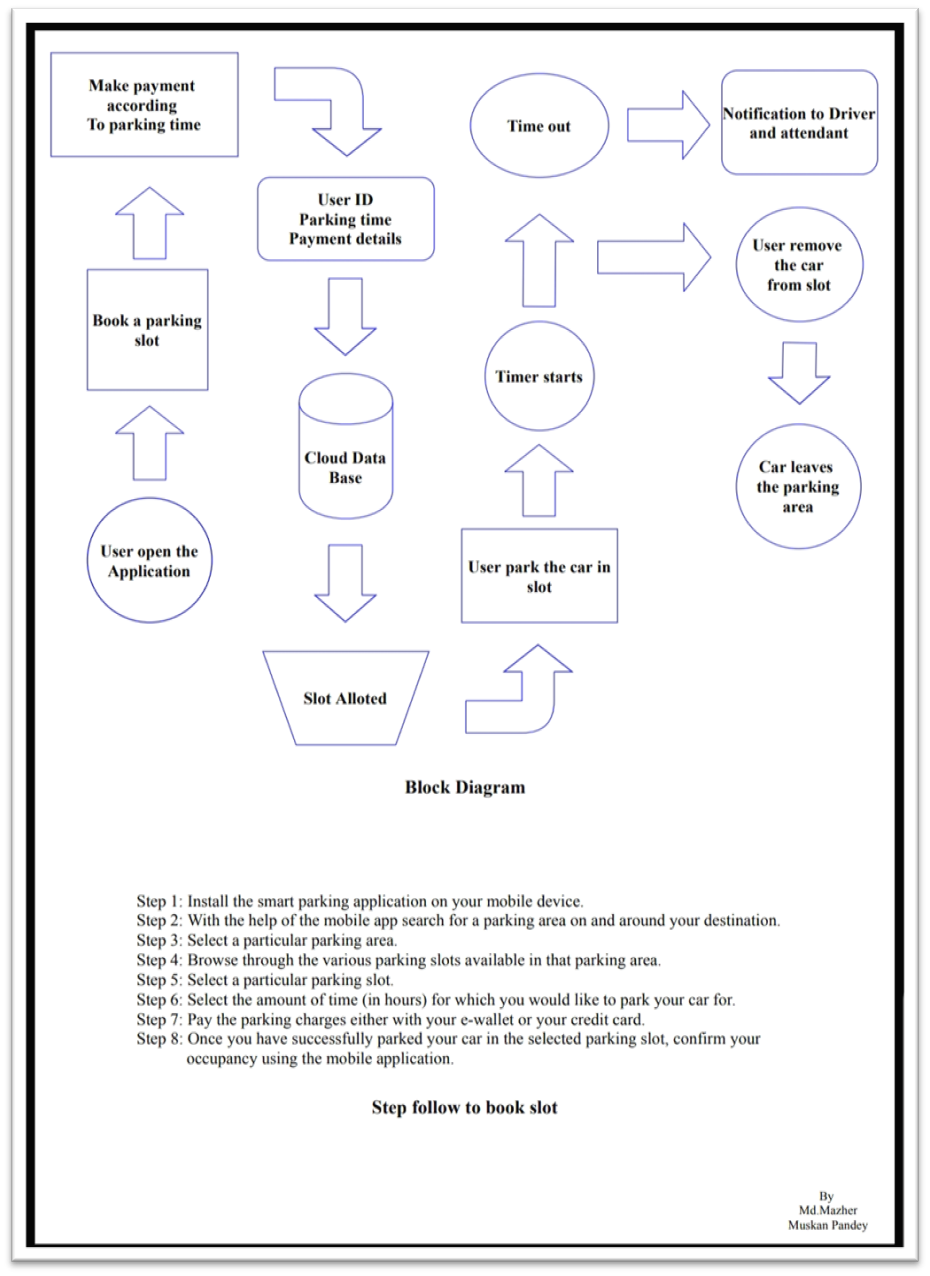 Make payment
according
To parking time
Book a parking
slot
User open the
Application
User ID
Parking time
Payment details
Cloud Data
Base
Slot Alloted
User park the car in
slot
Timer starts
Time out
Notification to Driver
and attendant
User remove
the car
from slot
Car leaves
the parking
area
Block Diagram
Step 1: Install the smart parking application on your mobile device.
Step 2: With the help of the mobile app search for a parking area on and around your destination.
Step 3: Select a particular parking area.
Step 4: Browse through the various parking slots available in that parking area.
Step 5: Select a particular parking slot.
Step 6: Select the amount of time (in hours) for which you would like to park your car for.
Step 7: Pay the parking charges either with your e-wallet or your credit card.
Step 8: Once you have successfully parked your car in the selected parking slot, confirm your
occupancy using the mobile application.
Step follow to book slot
By
Md.Mazher
Muskan Pandey